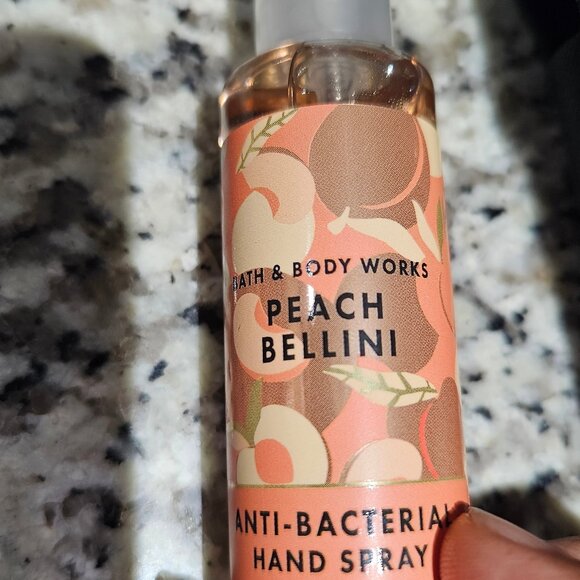 BATH & BODY WORKS
PEACH
BELLINI
ANTI-BACTERIAL
HAND SPRAY